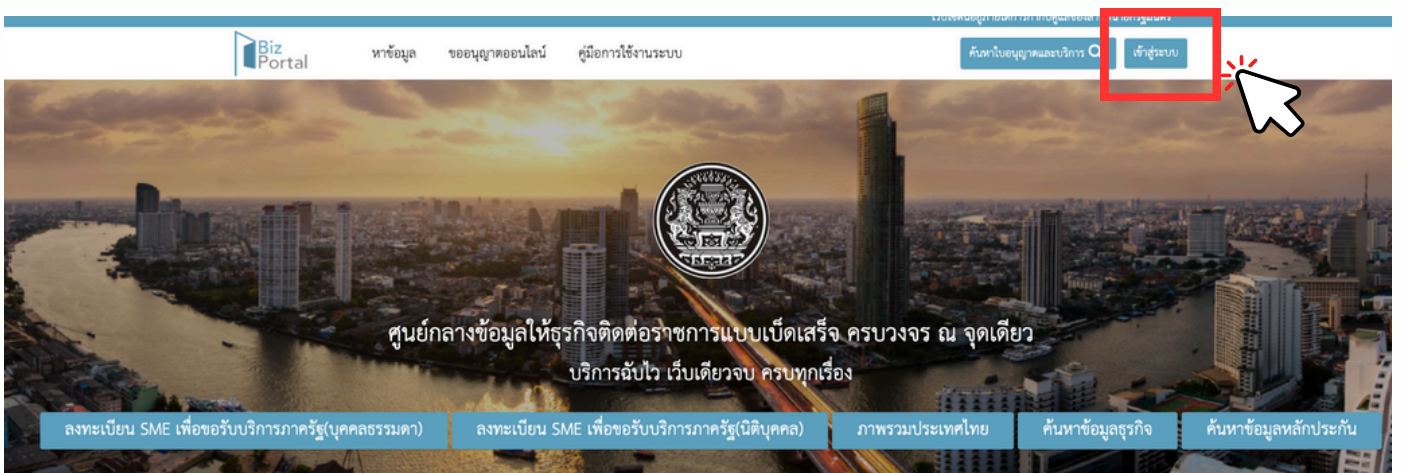 Biz
Portal
หาข้อมูล
ขออนุญาตออนไลน์
คู่มือการใช้งานระบบ
ค้นหาใบอนุญาตและบริการ
เข้าสู่ระบบ
ศูนย์กลางข้อมูลให้ธุรกิจติดต่อราชการแบบเบ็ดเสร็จ ครบวงจร ณ จุดเดียว
บริการฉับไว เว็บเดียวจบ ครบทุกเรื่อง
ลงทะเบียน SME เพื่อขอรับบริการภาครัฐ(บุคคลธรรมดา)
ลงทะเบียน SME เพื่อขอรับบริการภาครัฐ(นิติบุคคล)
ภาพรวมประเทศไทย
ค้นหาข้อมูลธุรกิจ
ค้นหาข้อมูลหลักประกัน